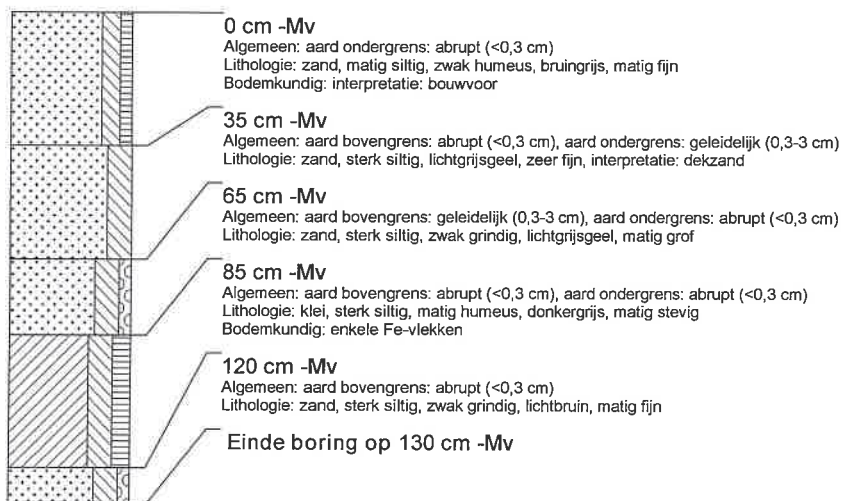 0 cm -Mv
Algemeen: aard ondergrens: abrupt (<0,3 cm)
Lithologie: zand, matig siltig, zwak humeus, bruingrijs, matig fijn
Bodemkundig: interpretatie: bouwvoor
35 cm -Mv
Algemeen: aard bovengrens: abrupt (<0,3 cm), aard ondergrens: geleidelijk (0,3-3 cm)
Lithologie: zand, sterk siltig, lichtgrijsgeel, zeer fijn, interpretatie: dekzand
65 cm -Mv
Algemeen: aard bovengrens: geleidelijk (0,3-3 cm), aard ondergrens: abrupt (<0,3 cm)
Lithologie: zand, sterk siltig, zwak grindig, lichtgrijsgeel, matig grof
85 cm -Mv
Algemeen: aard bovengrens: abrupt (<0,3 cm), aard ondergrens: abrupt (<0,3 cm)
Lithologie: klei, sterk siltig, matig humeus, donkergrijs, matig stevig
Bodemkundig: enkele Fe-vlekken
120 cm -Mv
Algemeen: aard bovengrens: abrupt (<0,3 cm)
Lithologie: zand, sterk siltig, zwak grindig, lichtbruin, matig fijn
Einde boring op 130 cm -Mv